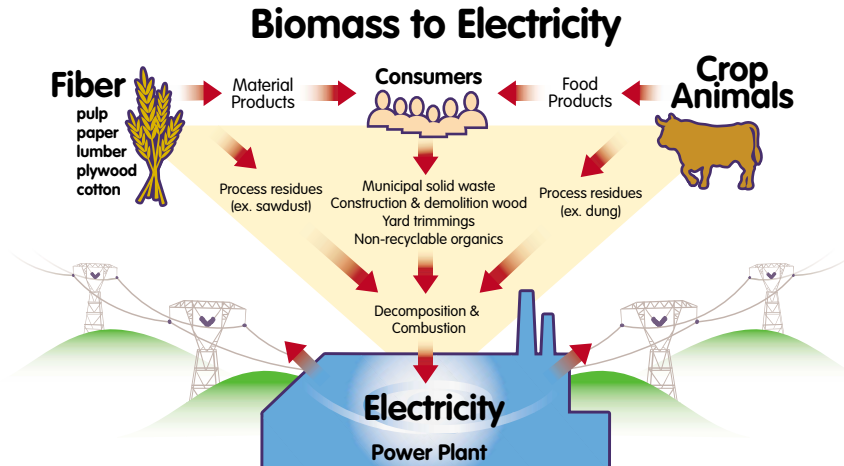 Biomass to Electricity
Fiber
pulp
paper
lumber
plywood
cotton
Material
Products
Consumers
Food
Products
Crop
Animals
Process residues
(ex. sawdust)
Municipal solid waste
Construction & demolition wood
Yard trimmings
Non-recyclable organics
Process residues
(ex. dung)
Decomposition &
Combustion
Electricity
Power Plant